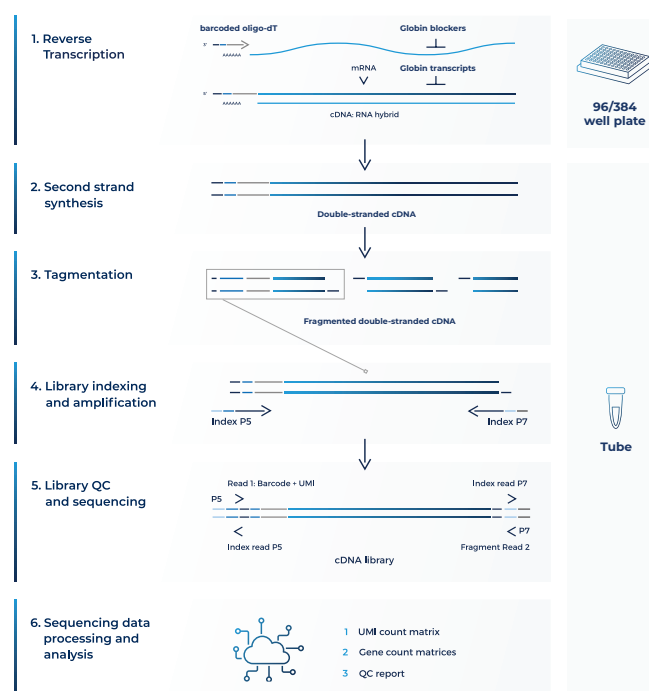 1. Reverse
Transcription
barcoded oligo-dT
Globin blockers
3'
AAAAAA
mRNA
Globin transcripts
5'
AAAAAA
cDNA: RNA hybrid
96/384
well plate
2. Second strand
synthesis
Double-stranded cDNA
3. Tagmentation
Fragmented double-stranded cDNA
4. Library indexing
and amplification
Index P5
Index P7
Tube
5. Library QC
and sequencing
Read 1: Barcode + UMI
Index read P7
P5
P7
Index read P5
Fragment Read 2
cDNA library
6. Sequencing data
processing and
analysis
1 UMI count matrix
2 Gene count matrices
3 QC report